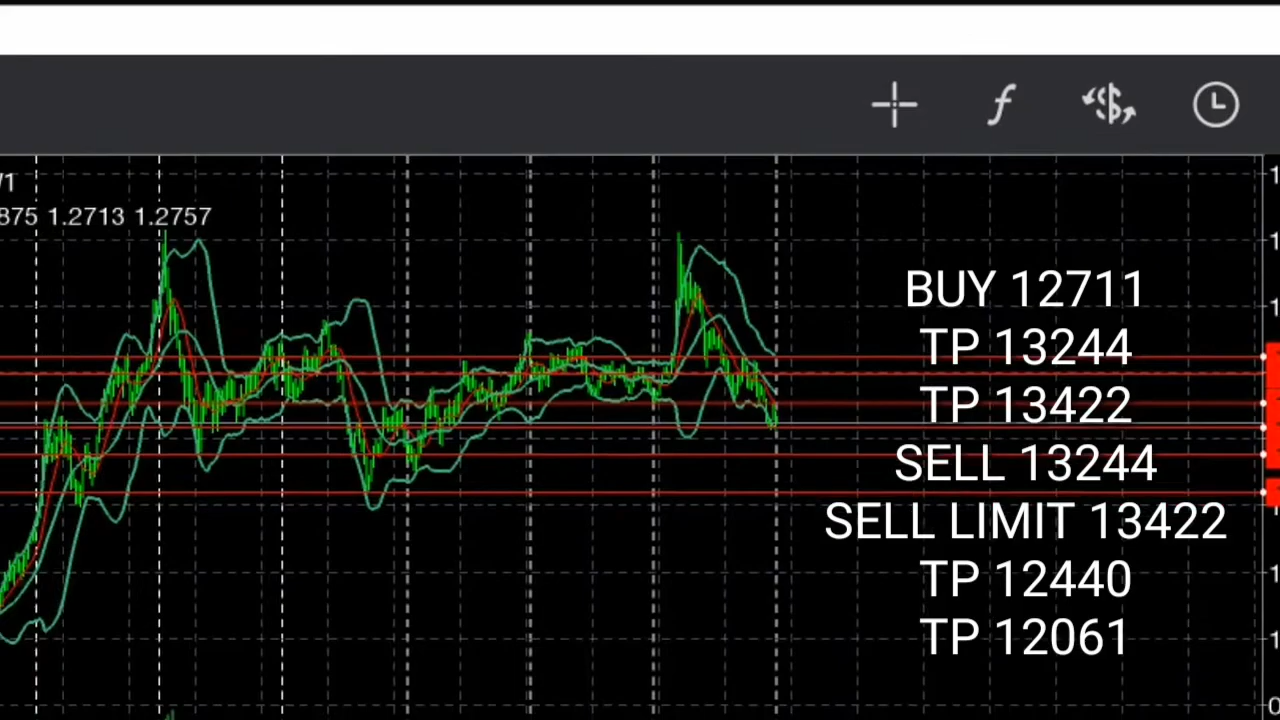 1.2713 1.2757
BUY 12711
TP 13244
TP 13422
SELL 13244
SELL LIMIT 13422
TP 12440
TP 12061